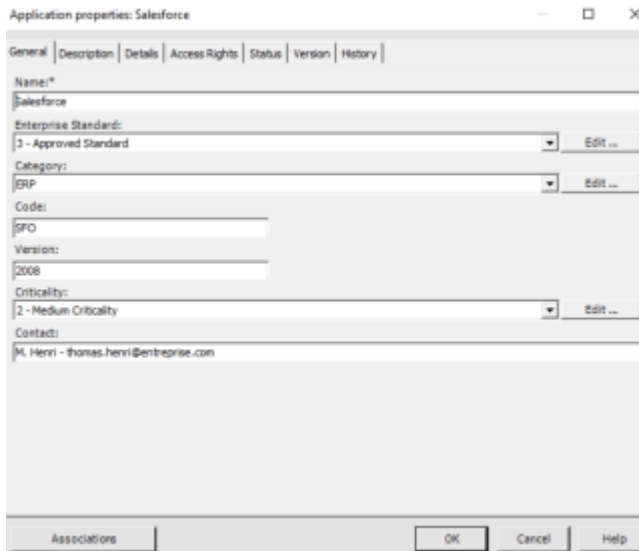 Application properties: Salesforce
General Description Details Access Rights Status Version History
Name:*
Salesforce
Enterprise Standard:
3 - Approved Standard Edit ...
Category:
ERP Edit ...
Code:
SFO
Version:
2008
Criticality:
2 - Medium Criticality Edit ...
Contact:
M. Henri - thomas.henri@entreprise.com
Associations OK Cancel Help